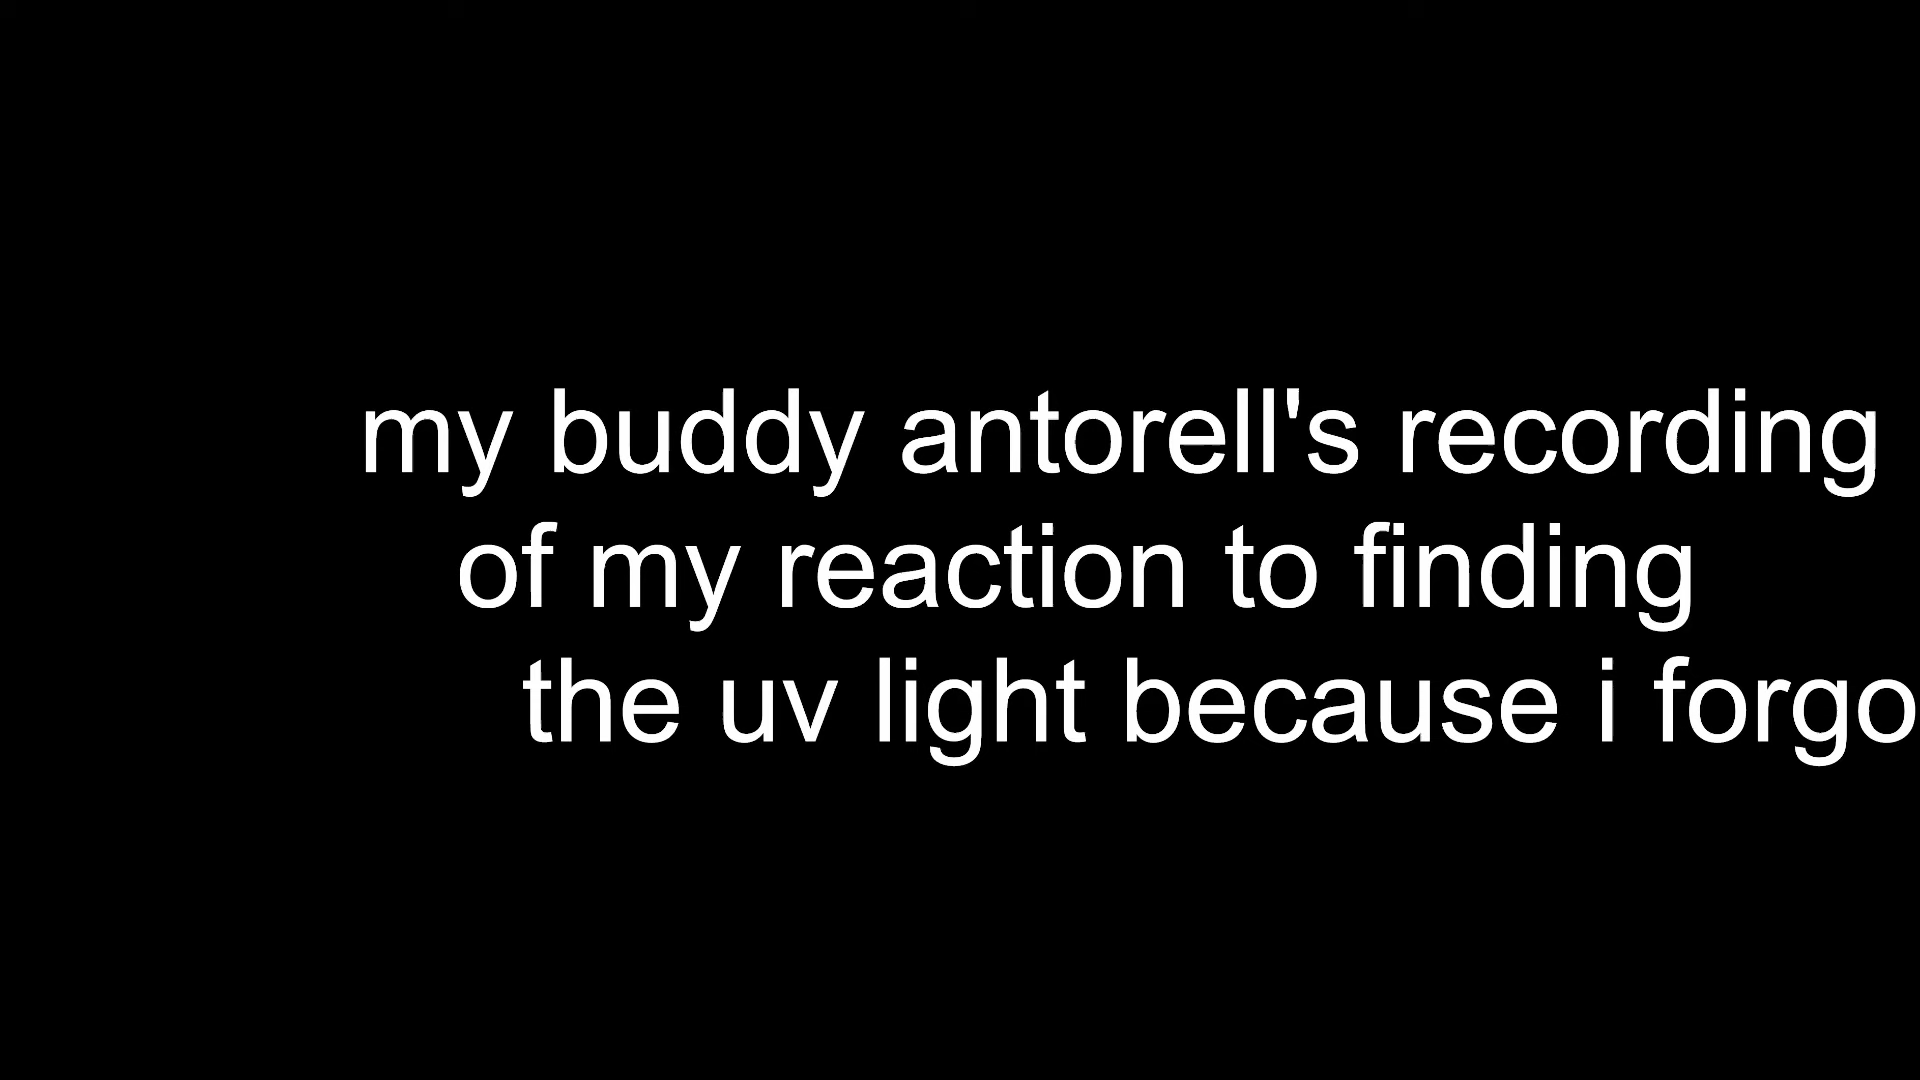 my buddy antorell's recording
of my reaction to finding
the uv light because i forgo